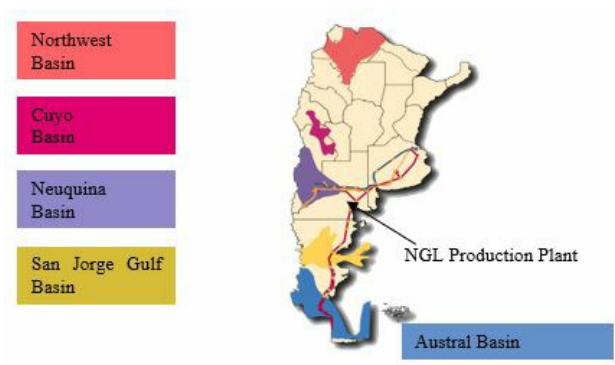 Northwest
Basin
Cuyo
Basin
Neuquina
Basin
San Jorge Gulf
Basin
NGL Production Plant
Austral Basin